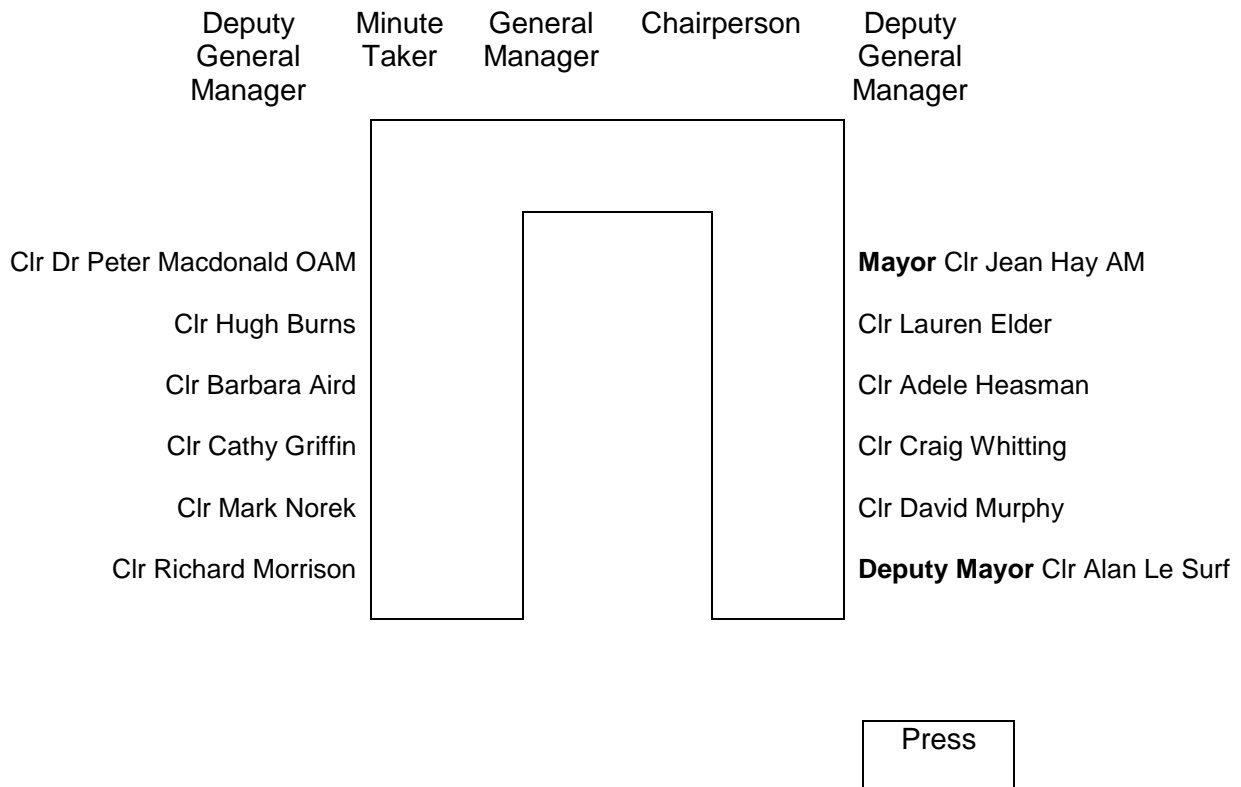 Deputy Minute General Chairperson Deputy
General Taker Manager General
Manager Manager
Clr Dr Peter Macdonald OAM Mayor Clr Jean Hay AM
Clr Hugh Burns Clr Lauren Elder
Clr Barbara Aird Clr Adele Heasman
Clr Cathy Griffin Clr Craig Whitting
Clr Mark Norek Clr David Murphy
Clr Richard Morrison Deputy Mayor Clr Alan Le Surf
Press